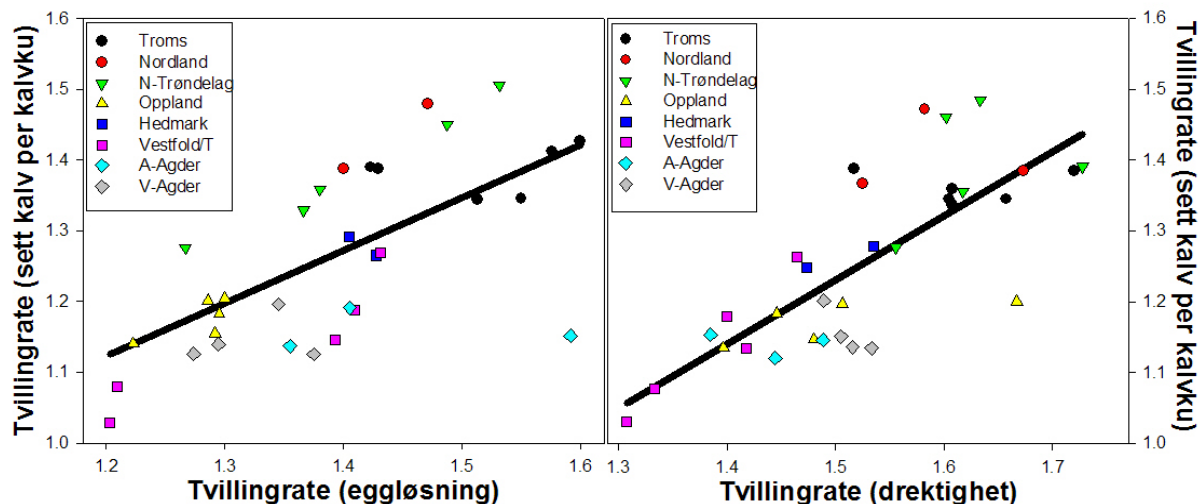 Tvillingrate (sett kalv per kalvku)
1.6
1.5
1.4
1.3
1.2
1.1
1.0
Troms
Nordland
N-Trøndelag
Oppland
Hedmark
Vestfold/T
A-Agder
V-Agder
1.2 1.3 1.4 1.5 1.6
Tvillingrate (eggløsning)
Troms
Nordland
N-Trøndelag
Oppland
Hedmark
Vestfold/T
A-Agder
V-Agder
1.3 1.4 1.5 1.6 1.7
Tvillingrate (drektighet)
1.6
1.5
1.4
1.3
1.2
1.1
1.0
Tvillingrate (sett kalv per kalvku)